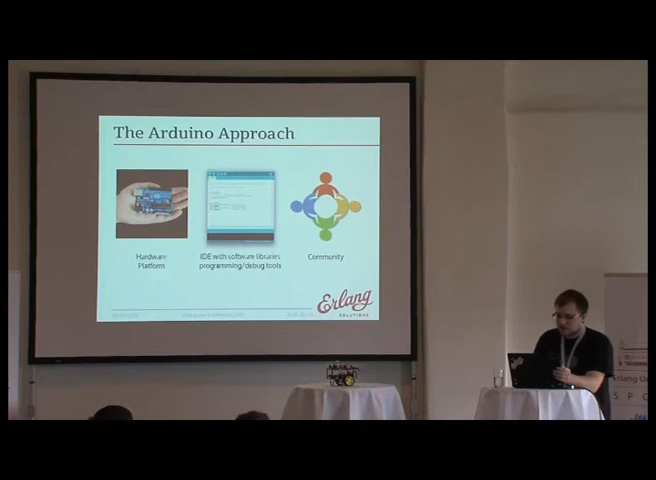 The Arduino Approach
Hardware
Platform
IDE with software libraries
programming/debug tools
Community
Erlang
SOLUTIONS